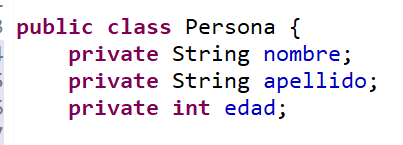 public class Persona {
private String nombre;
private String apellido;
private int edad;